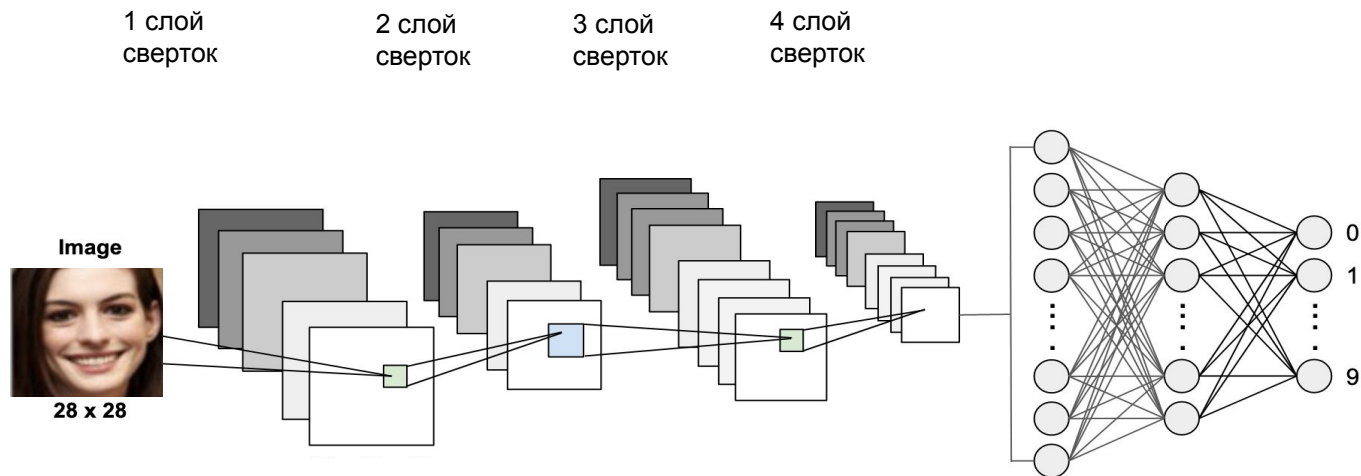 1 слой
сверток
2 слой
сверток
3 слой
сверток
4 слой
сверток
Image
28 x 28
0
1
9